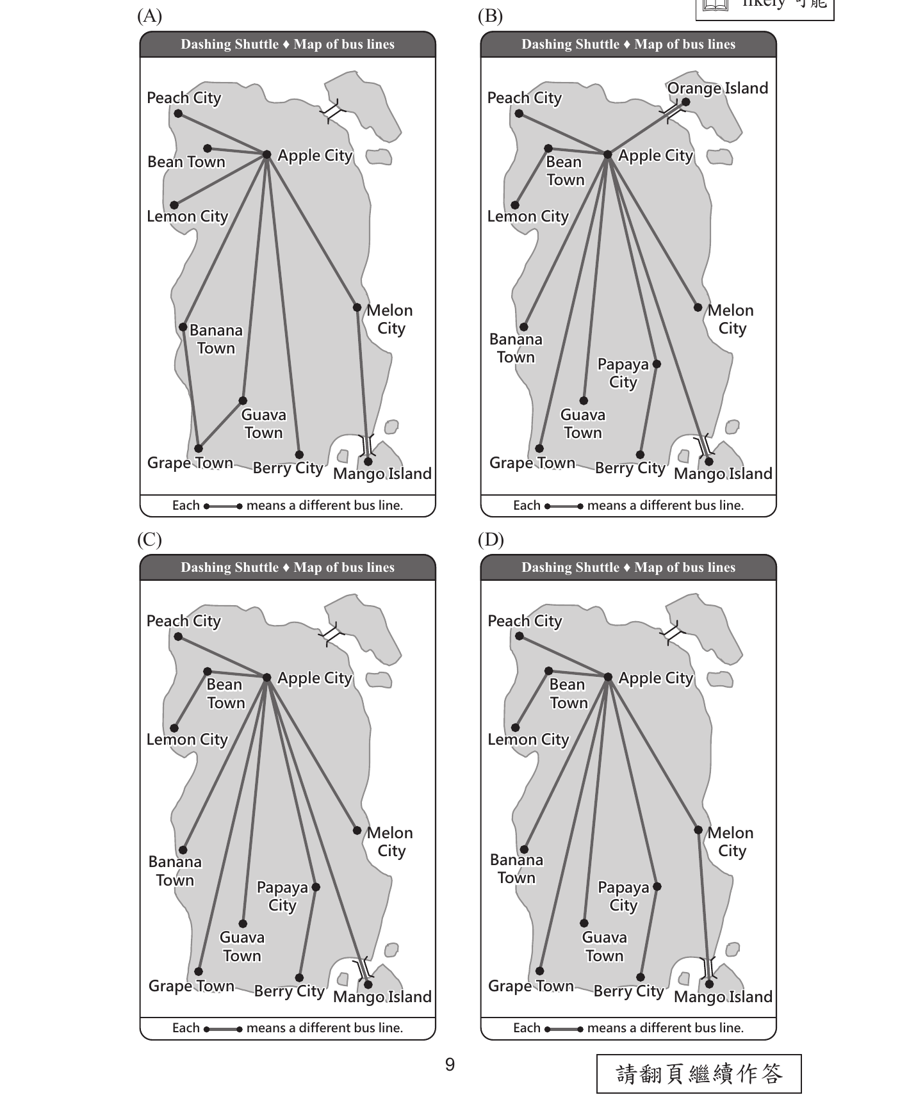 likely 可能
(A)
Dashing Shuttle ♦ Map of bus lines
Peach City
Bean Town
Apple City
Lemon City
Melon
City
Banana
Town
Guava
Town
Grape Town
Berry City
Mango Island
Each means a different bus line.
(B)
Dashing Shuttle ♦ Map of bus lines
Orange Island
Peach City
Apple City
Bean
Town
Lemon City
Melon
City
Banana
Town
Papaya
City
Guava
Town
Grape Town
Berry City
Mango Island
Each means a different bus line.
(C)
Dashing Shuttle ♦ Map of bus lines
Peach City
Apple City
Bean
Town
Lemon City
Melon
City
Banana
Town
Papaya
City
Guava
Town
Grape Town
Berry City
Mango Island
Each means a different bus line.
(D)
Dashing Shuttle ♦ Map of bus lines
Peach City
Apple City
Bean
Town
Lemon City
Melon
City
Banana
Town
Papaya
City
Guava
Town
Grape Town
Berry City
Mango Island
Each means a different bus line.
9
請翻頁繼續作答